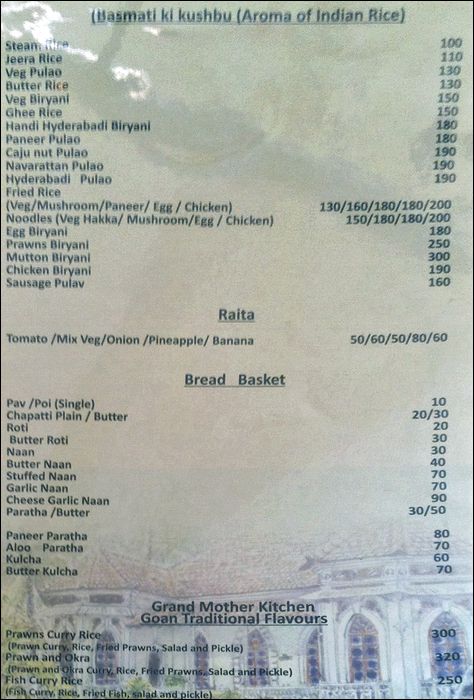 (Basmati ki kushbu (Aroma of Indian Rice)
Steam Rice 100
Jeera Rice 110
Veg Pulao 130
Butter Rice 130
Veg Biryani 150
Ghee Rice 150
Handi Hyderabadi Biryani 180
Paneer Pulao 180
Caju nut Pulao 190
Navarattan Pulao 190
Hyderabadi Pulao 190
Fried Rice
(Veg/Mushroom/Paneer/ Egg / Chicken) 130/160/180/180/200
Noodles (Veg Hakka/ Mushroom/Egg / Chicken) 150/180/180/200
Egg Biryani 180
Prawns Biryani 250
Mutton Biryani 300
Chicken Biryani 190
Sausage Pulav 160
Raita
Tomato /Mix Veg/Onion /Pineapple/ Banana 50/60/50/80/60
Bread Basket
Pav /Poi (Single) 10
Chapatti Plain / Butter 20/30
Roti 20
Butter Roti 30
Naan 30
Butter Naan 40
Stuffed Naan 70
Garlic Naan 70
Cheese Garlic Naan 90
Paratha /Butter 30/50
Paneer Paratha 80
Aloo Paratha 70
Kulcha 60
Butter Kulcha 70
Grand Mother Kitchen
Goan Traditional Flavours
Prawns Curry Rice 300
(Prawn Curry, Rice, Fried Prawns, Salad and Pickle)
Prawn and Okra 320
(Prawn and Okra Curry, Rice, Fried Prawns, Salad and Pickle)
Fish Curry Rice 250
(Fish Curry, Rice, Fried Fish, salad and pickle)